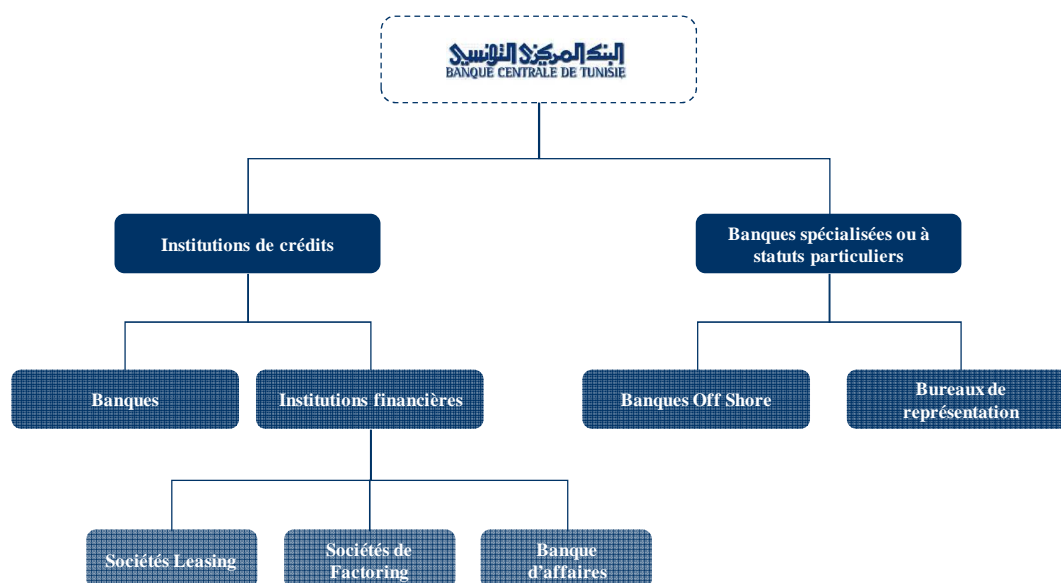 البنك المركزي التونسي
BANQUE CENTRALE DE TUNISIE
Institutions de crédits
Banques spécialisées ou à
statuts particuliers
Banques
Institutions financières
Banques Off Shore
Bureaux de
représentation
Sociétés Leasing
Sociétés de
Factoring
Banque
d'affaires